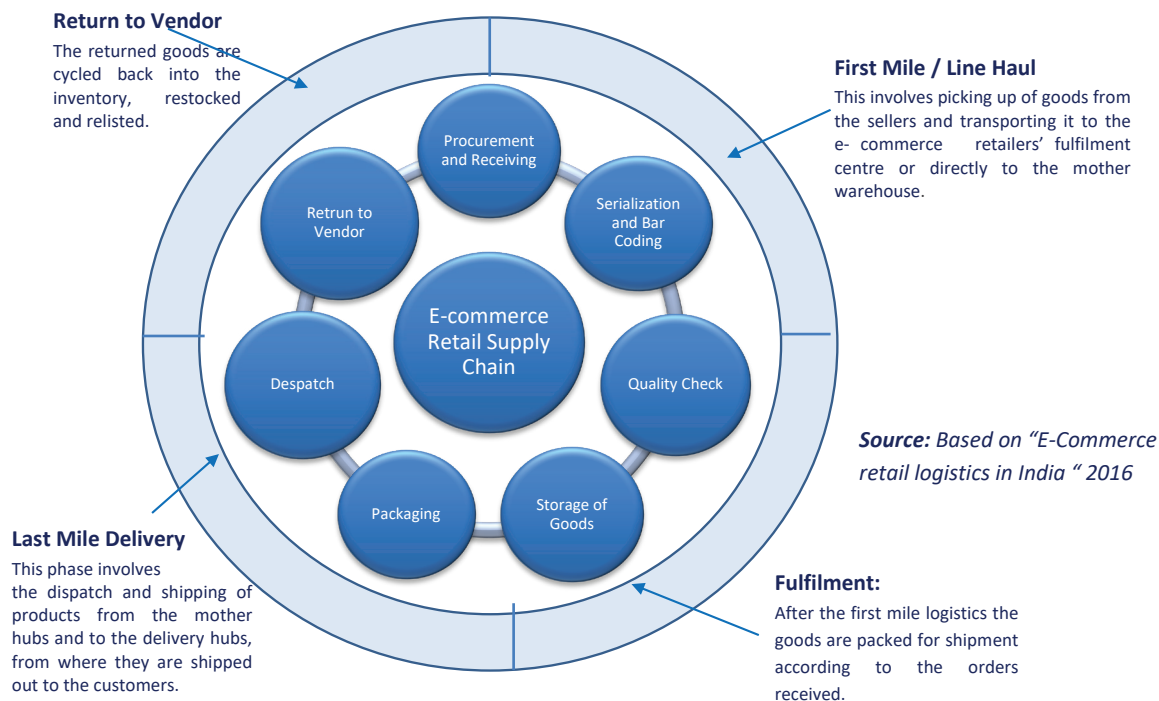 Return to Vendor
The returned goods are
cycled back into the
inventory, restocked
and relisted.
First Mile / Line Haul
This involves picking up of goods from
the sellers and transporting it to the
e- commerce retailers’ fulfilment
centre or directly to the mother
warehouse.
Procurement
and Receiving
Serialization
and Bar
Coding
Quality Check
Storage of
Goods
Packaging
Despatch
Retrun to
Vendor
E-commerce
Retail Supply
Chain
Source: Based on “E-Commerce
retail logistics in India “ 2016
Last Mile Delivery
This phase involves
the dispatch and shipping of
products from the mother
hubs and to the delivery hubs,
from where they are shipped
out to the customers.
Fulfilment:
After the first mile logistics the
goods are packed for shipment
according to the orders
received.